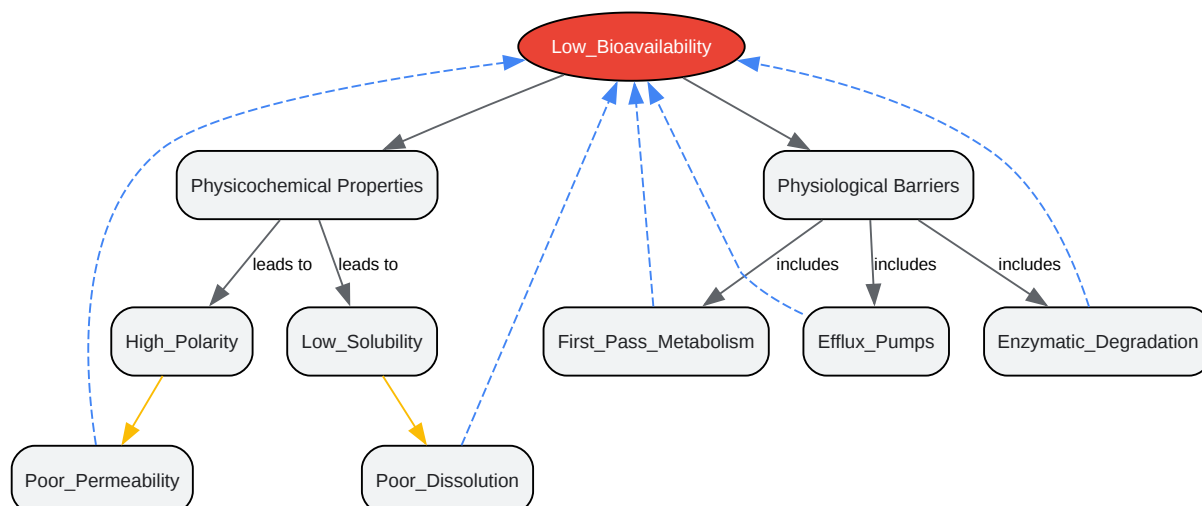 Low_Bioavailability
Physicochemical Properties
Physiological Barriers
leads to
leads to
includes
includes
includes
High_Polarity
Low_Solubility
First_Pass_Metabolism
Efflux_Pumps
Enzymatic_Degradation
Poor_Permeability
Poor_Dissolution